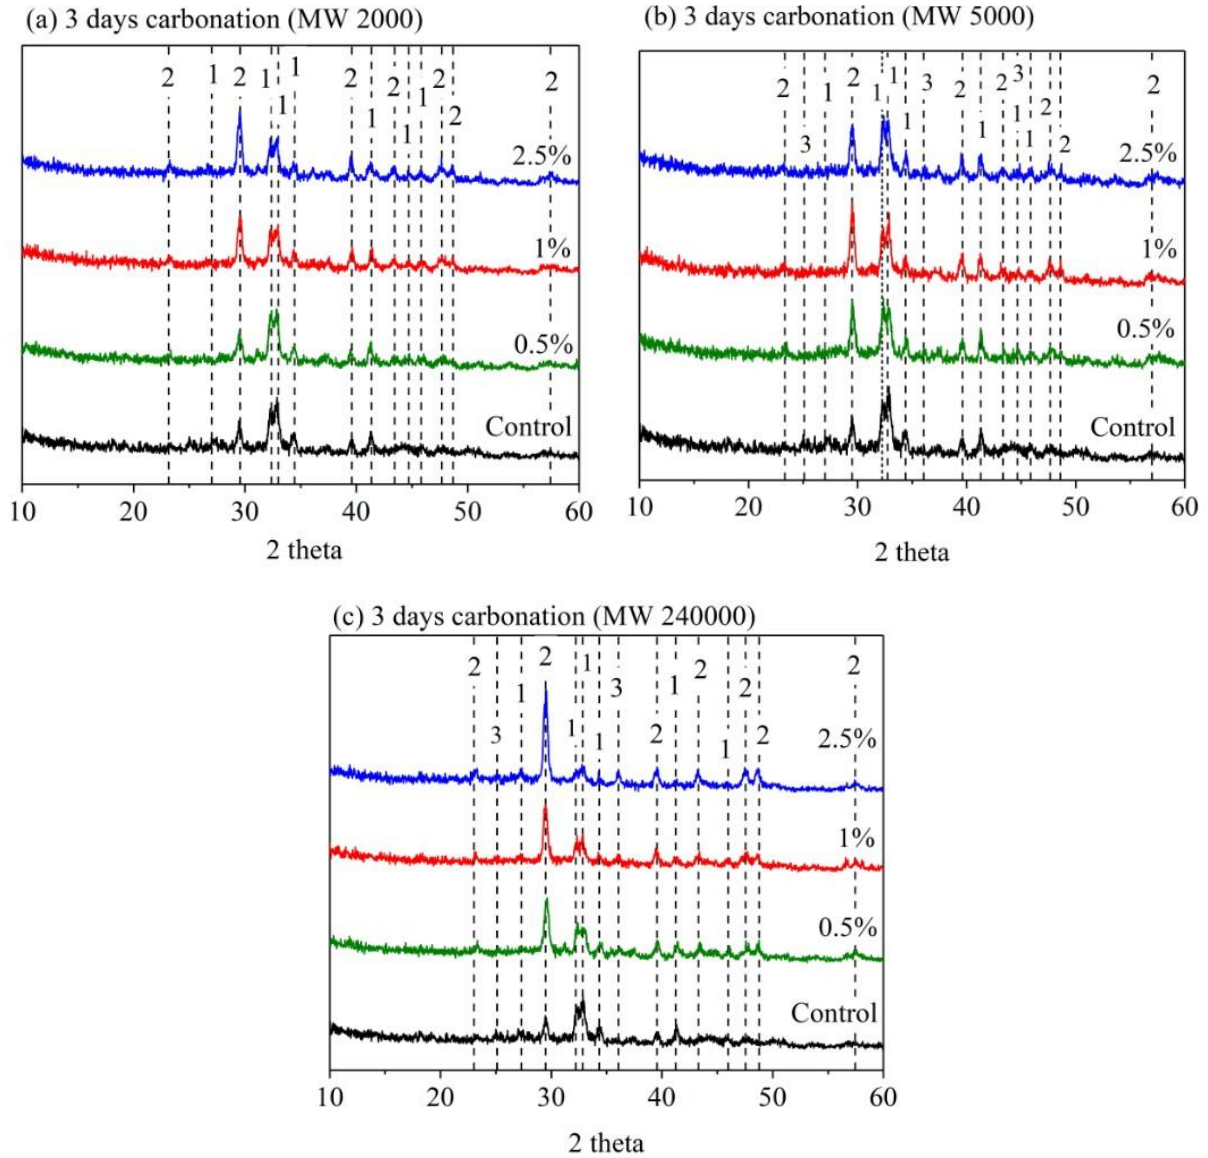 (a) 3 days carbonation (MW 2000)
2 1 2 1 1 1 2 1 2 1 1 2 2 2
2.5%
1%
0.5%
Control
10 20 30 40 50 60
2 theta
(b) 3 days carbonation (MW 5000)
2 3 1 2 1 1 1 3 2 1 2 1 3 1 2 2 2
2.5%
1%
0.5%
Control
10 20 30 40 50 60
2 theta
(c) 3 days carbonation (MW 240000)
2 3 1 2 1 1 1 3 2 1 2 1 2 2 2
2.5%
1%
0.5%
Control
10 20 30 40 50 60
2 theta